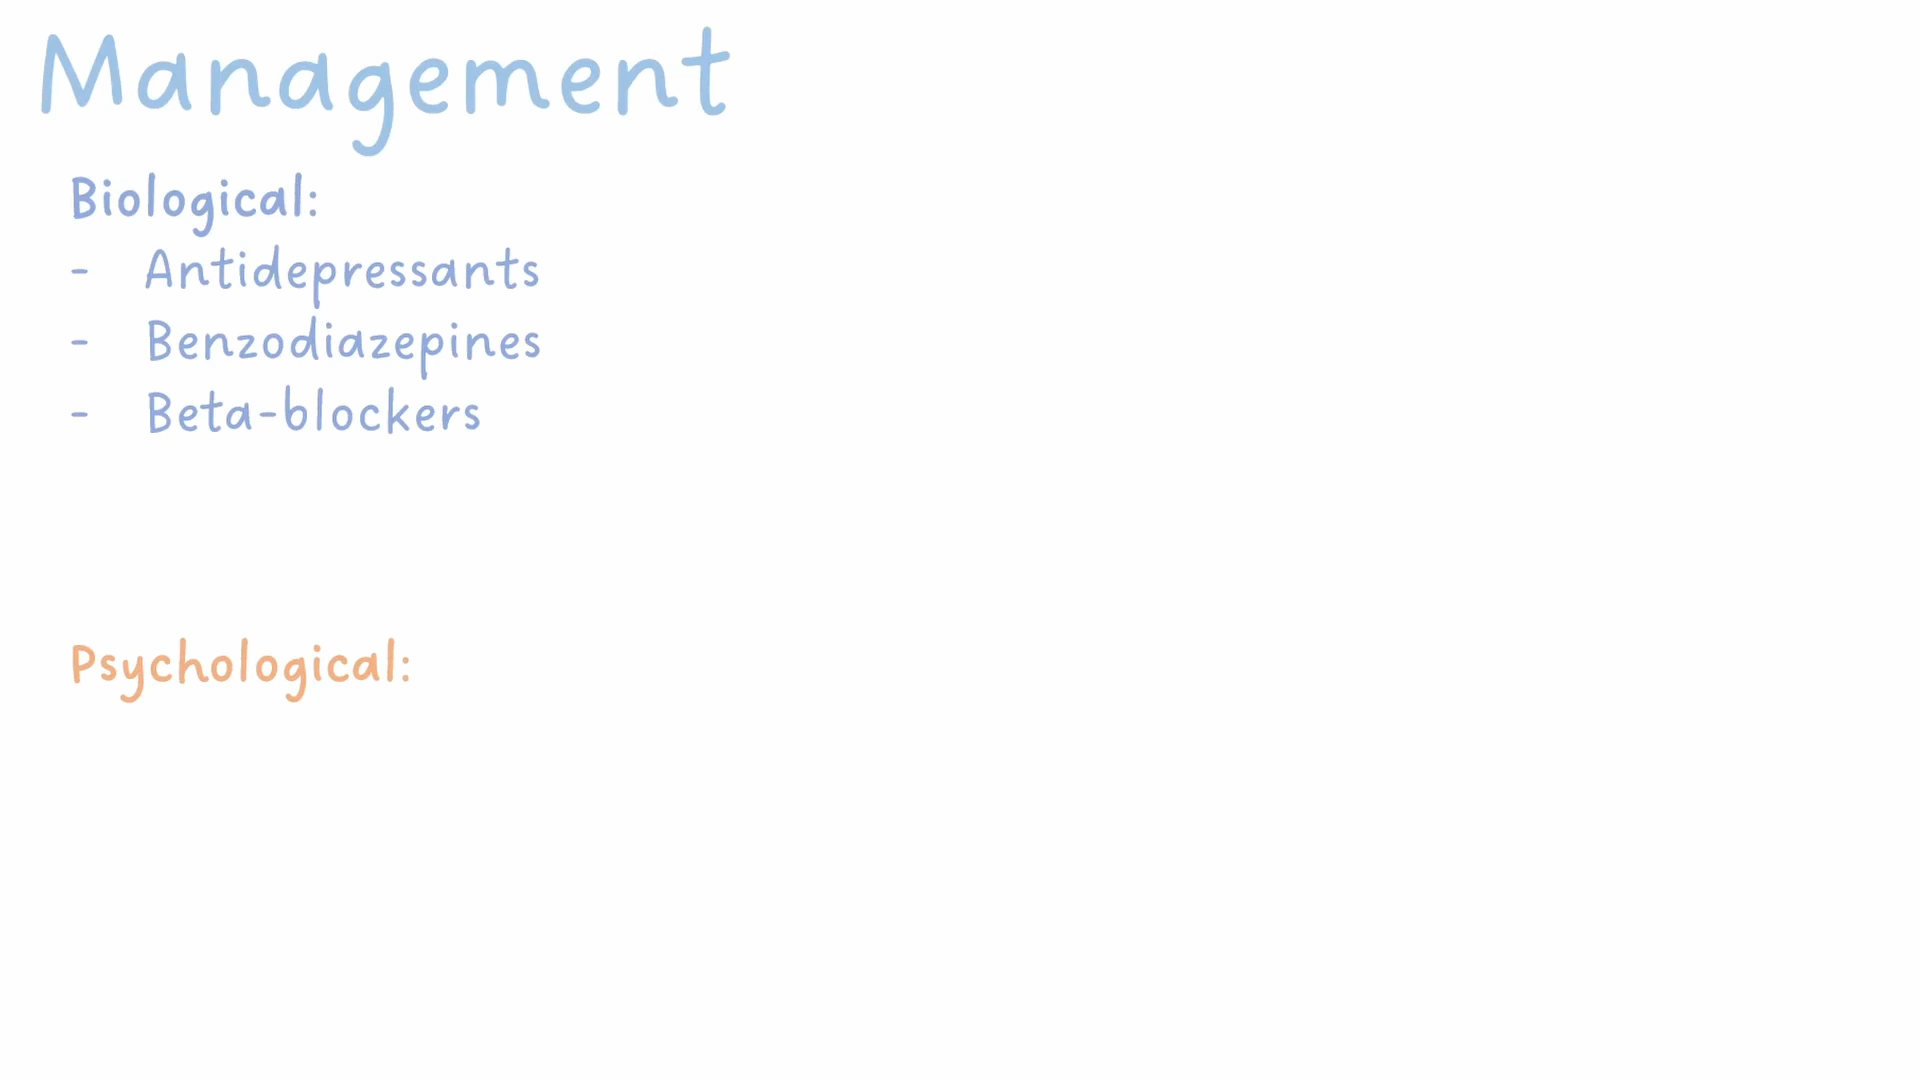 Management
Biological:
- Antidepressants
- Benzodiazepines
- Beta-blockers
Psychological: